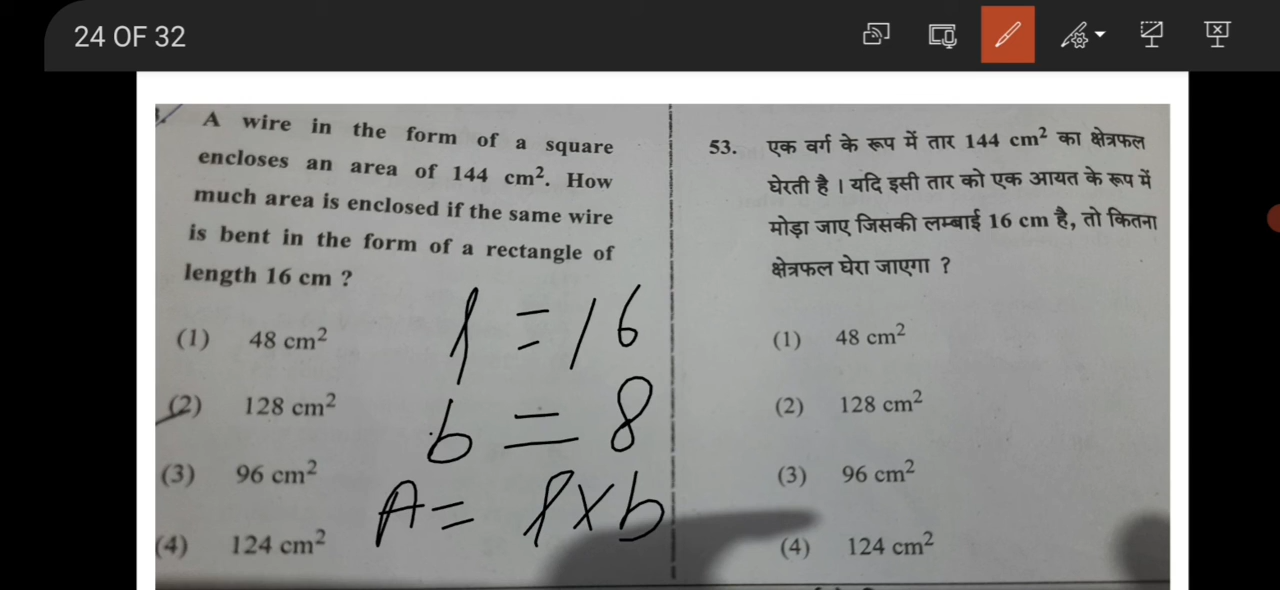 24 OF 32
A wire in the form of a square
encloses an area of 144 cm². How
much area is enclosed if the same wire
is bent in the form of a rectangle of
length 16 cm ?
(1) 48 cm²
(2) 128 cm²
(3) 96 cm²
(4) 124 cm²
l = 16
b = 8
A = l × b
53. एक वर्ग के रूप में तार 144 cm² का क्षेत्रफल
घेरती है । यदि इसी तार को एक आयत के रूप में
मोड़ा जाए जिसकी लम्बाई 16 cm है, तो कितना
क्षेत्रफल घेरा जाएगा ?
(1) 48 cm²
(2) 128 cm²
(3) 96 cm²
(4) 124 cm²